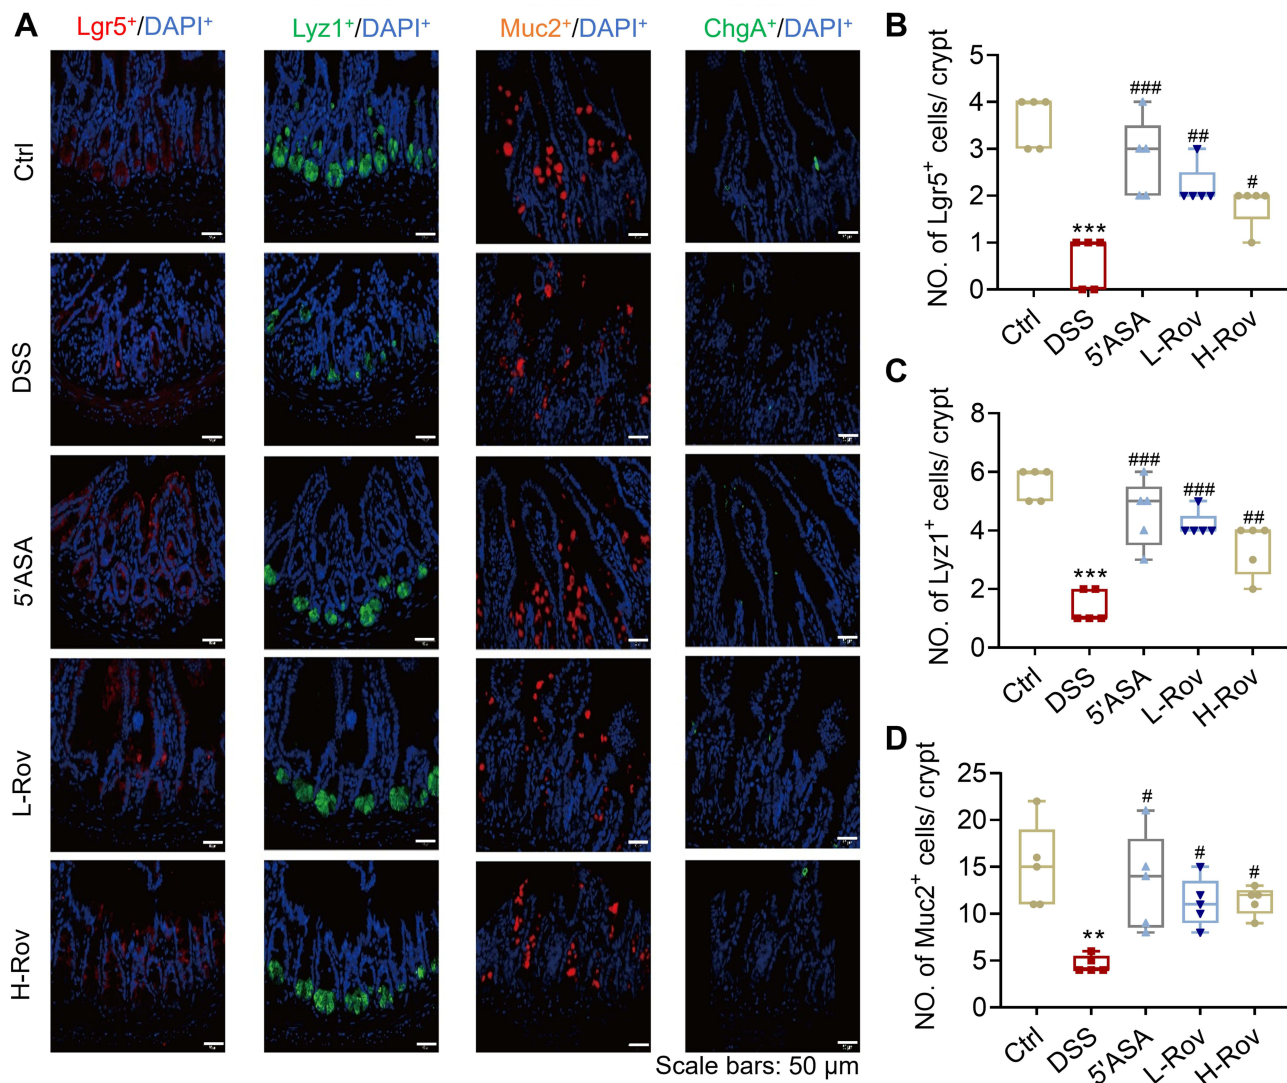 A
Lgr5⁺/DAPI⁺
Lyz1⁺/DAPI⁺
Muc2⁺/DAPI⁺
ChgA⁺/DAPI⁺
Ctrl
DSS
5'ASA
L-Rov
H-Rov
Scale bars: 50 µm
B
NO. of Lgr5⁺ cells/ crypt
5
4
3
2
1
0
***
###
##
#
Ctrl
DSS
5'ASA
L-Rov
H-Rov
C
NO. of Lyz1⁺ cells/ crypt
8
6
4
2
0
***
###
###
##
Ctrl
DSS
5'ASA
L-Rov
H-Rov
D
NO. of Muc2⁺ cells/ crypt
25
20
15
10
5
0
**
#
#
#
Ctrl
DSS
5'ASA
L-Rov
H-Rov